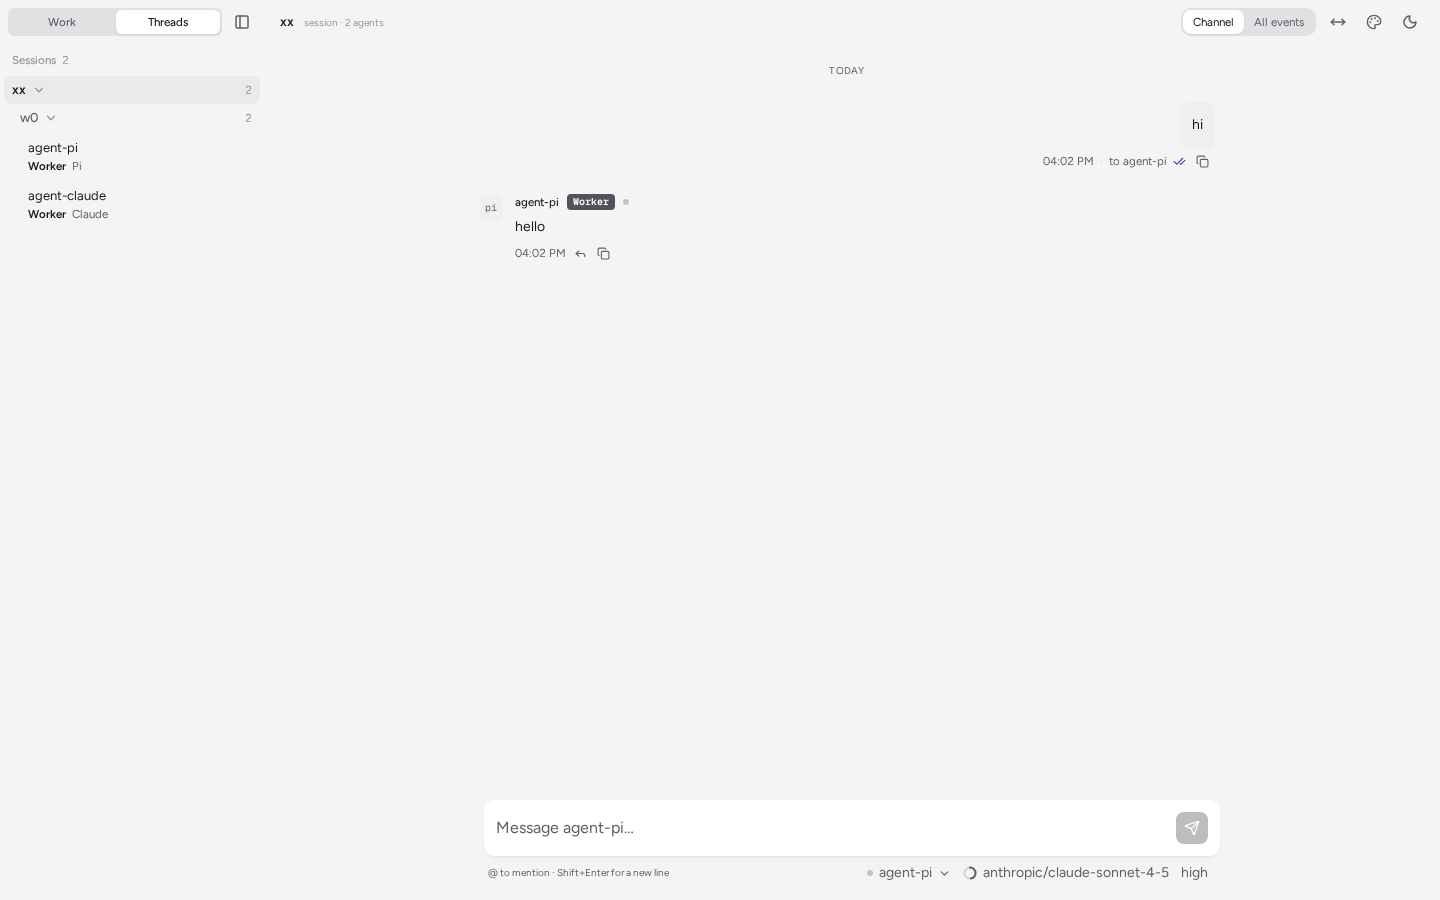 Work Threads xx session · 2 agents Channel All events
Sessions 2
xx 2
w0 2
agent-pi
Worker Pi
agent-claude
Worker Claude
TODAY
hi
04:02 PM · to agent-pi
pi agent-pi Worker
hello
04:02 PM
Message agent-pi...
@ to mention · Shift+Enter for a new line agent-pi anthropic/claude-sonnet-4-5 high